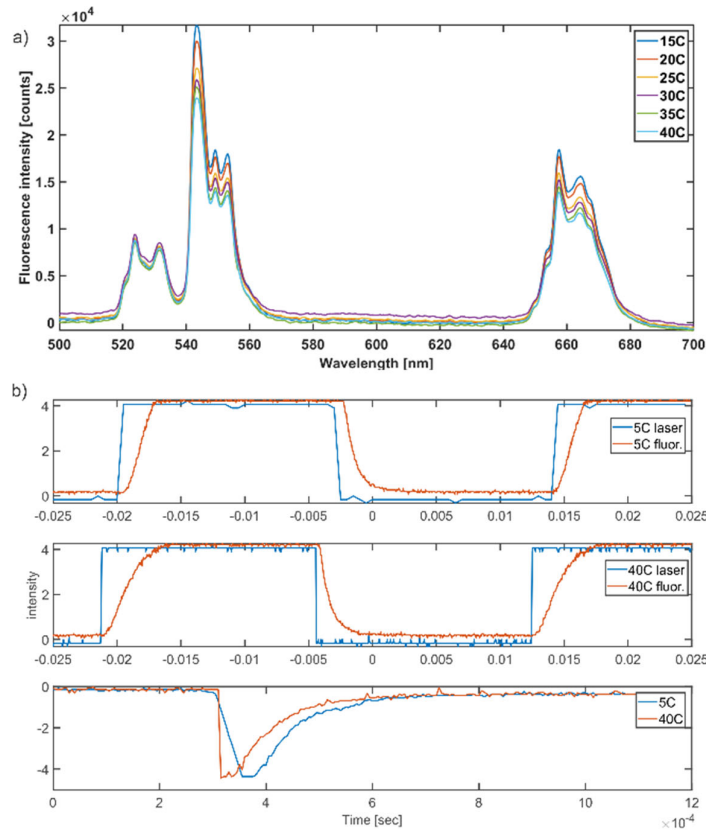 a)
×10⁴
3
2.5
2
1.5
1
0.5
0
Fluorescence intensity [counts]
15C
20C
25C
30C
35C
40C
500 520 540 560 580 600 620 640 660 680 700
Wavelength [nm]
b)
4
2
0
5C laser
5C fluor.
-0.025 -0.02 -0.015 -0.01 -0.005 0 0.005 0.01 0.015 0.02 0.025
4
2
0
intensity
40C laser
40C fluor.
-0.025 -0.02 -0.015 -0.01 -0.005 0 0.005 0.01 0.015 0.02 0.025
0
-2
-4
5C
40C
0 2 4 6 8 10 12
Time [sec]
×10⁻⁴